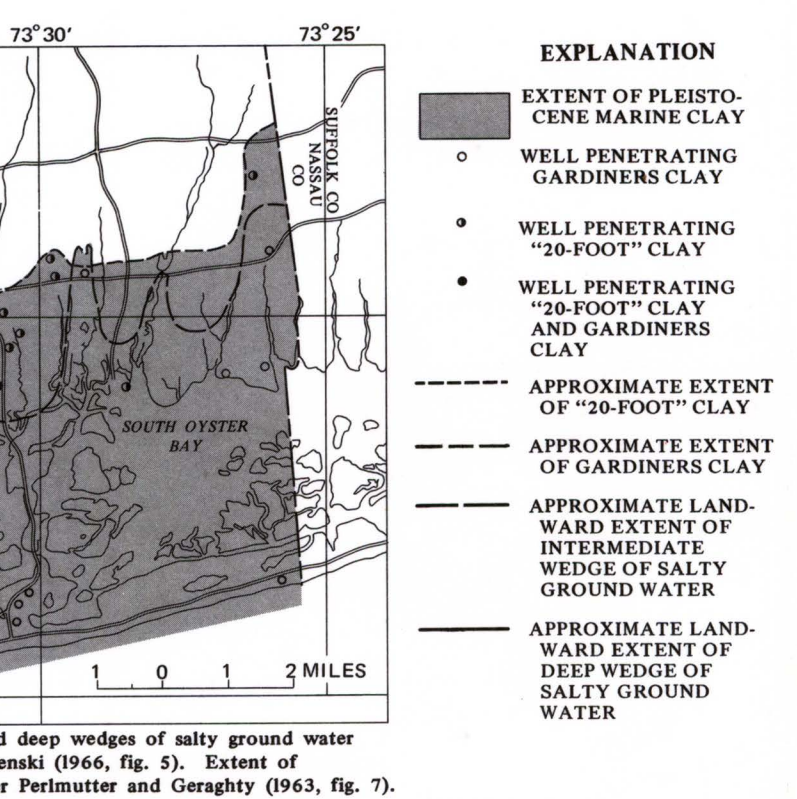 73°30'
73°25'
SUFFOLK CO
NASSAU
CO
SOUTH OYSTER
BAY
1 0 1 2 MILES
EXPLANATION
EXTENT OF PLEISTO-
CENE MARINE CLAY
WELL PENETRATING
GARDINERS CLAY
WELL PENETRATING
“20-FOOT” CLAY
WELL PENETRATING
“20-FOOT” CLAY
AND GARDINERS
CLAY
APPROXIMATE EXTENT
OF “20-FOOT” CLAY
APPROXIMATE EXTENT
OF GARDINERS CLAY
APPROXIMATE LAND-
WARD EXTENT OF
INTERMEDIATE
WEDGE OF SALTY
GROUND WATER
APPROXIMATE LAND-
WARD EXTENT OF
DEEP WEDGE OF
SALTY GROUND
WATER
d deep wedges of salty ground water
enski (1966, fig. 5). Extent of
r Perlmutter and Geraghty (1963, fig. 7).